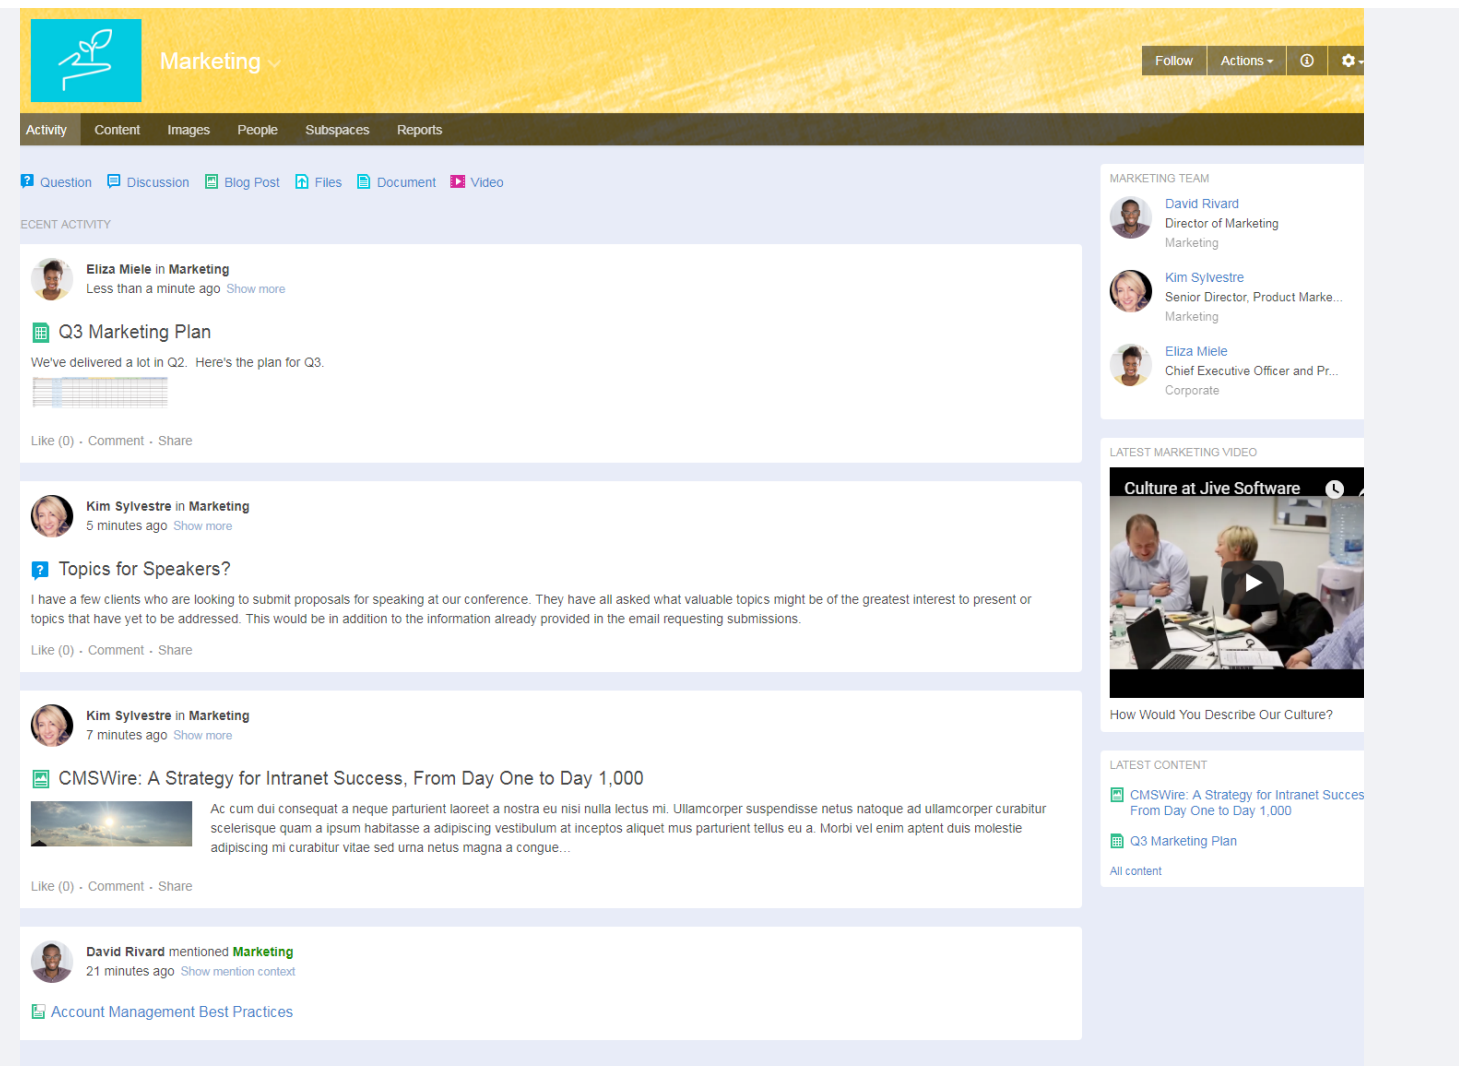 Marketing
Follow
Actions
Activity
Content
Images
People
Subspaces
Reports
Question
Discussion
Blog Post
Files
Document
Video
ECENT ACTIVITY
Eliza Miele in Marketing
Less than a minute ago Show more
Q3 Marketing Plan
We've delivered a lot in Q2. Here's the plan for Q3.
Like (0) · Comment · Share
Kim Sylvestre in Marketing
5 minutes ago Show more
Topics for Speakers?
I have a few clients who are looking to submit proposals for speaking at our conference. They have all asked what valuable topics might be of the greatest interest to present or
topics that have yet to be addressed. This would be in addition to the information already provided in the email requesting submissions.
Like (0) · Comment · Share
Kim Sylvestre in Marketing
7 minutes ago Show more
CMSWire: A Strategy for Intranet Success, From Day One to Day 1,000
Ac cum dui consequat a neque parturient laoreet a nostra eu nisi nulla lectus mi. Ullamcorper suspendisse netus natoque ad ullamcorper curabitur
scelerisque quam a ipsum habitasse a adipiscing vestibulum at inceptos aliquet mus parturient tellus eu a. Morbi vel enim aptent duis molestie
adipiscing mi curabitur vitae sed urna netus magna a congue...
Like (0) · Comment · Share
David Rivard mentioned Marketing
21 minutes ago Show mention context
Account Management Best Practices
MARKETING TEAM
David Rivard
Director of Marketing
Marketing
Kim Sylvestre
Senior Director, Product Marke...
Marketing
Eliza Miele
Chief Executive Officer and Pr...
Corporate
LATEST MARKETING VIDEO
Culture at Jive Software
How Would You Describe Our Culture?
LATEST CONTENT
CMSWire: A Strategy for Intranet Succes
From Day One to Day 1,000
Q3 Marketing Plan
All content